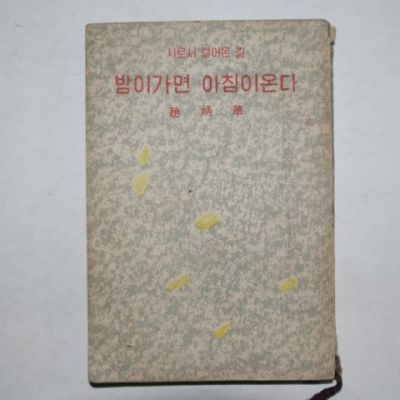 시로서 걸어온 길
밤이가면 아침이온다
趙炳華